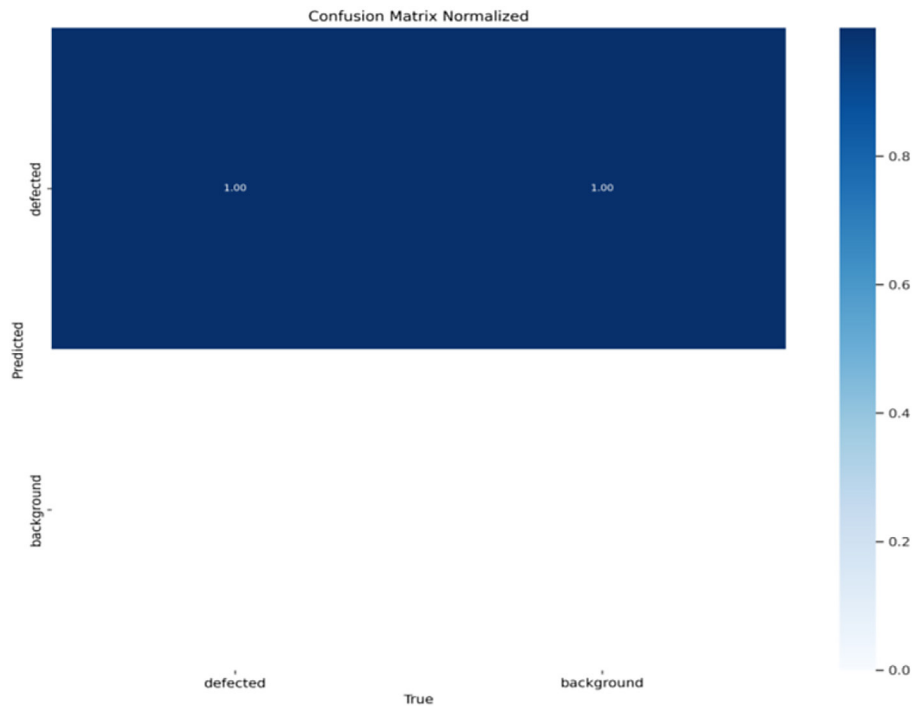 Confusion Matrix Normalized
defected
1.00
1.00
0.8
0.6
Predicted
0.4
background
0.2
0.0
defected
background
True